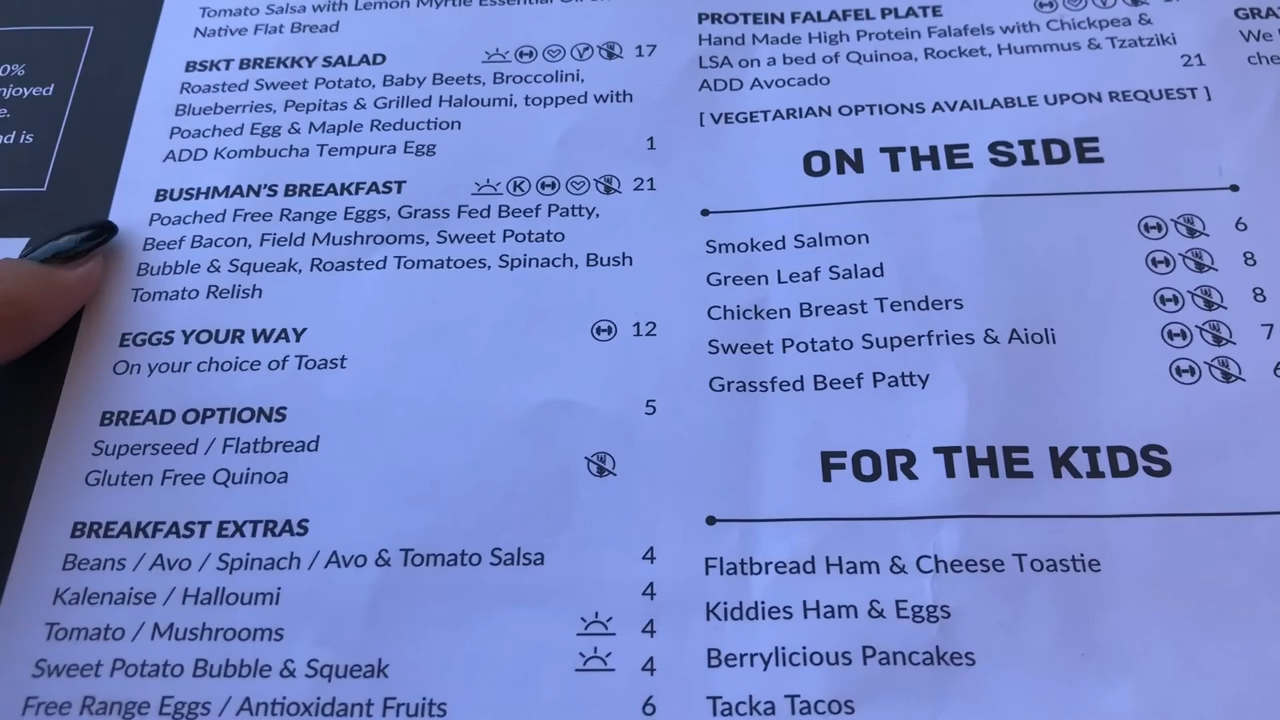 0%
njoyed
e.
nd is
Tomato Salsa with Lemon Myrtle Essential
Native Flat Bread
BSKT BREKKY SALAD 17
Roasted Sweet Potato, Baby Beets, Broccolini,
Blueberries, Pepitas & Grilled Haloumi, topped with
Poached Egg & Maple Reduction
ADD Kombucha Tempura Egg 1
BUSHMAN'S BREAKFAST K 21
Poached Free Range Eggs, Grass Fed Beef Patty,
Beef Bacon, Field Mushrooms, Sweet Potato
Bubble & Squeak, Roasted Tomatoes, Spinach, Bush
Tomato Relish
EGGS YOUR WAY 12
On your choice of Toast
BREAD OPTIONS 5
Superseed / Flatbread
Gluten Free Quinoa
BREAKFAST EXTRAS
Beans / Avo / Spinach / Avo & Tomato Salsa 4
Kalenaise / Halloumi 4
Tomato / Mushrooms 4
Sweet Potato Bubble & Squeak 4
Free Range Eggs / Antioxidant Fruits 6
PROTEIN FALAFEL PLATE
Hand Made High Protein Falafels with Chickpea &
LSA on a bed of Quinoa, Rocket, Hummus & Tzatziki
ADD Avocado 21
[ VEGETARIAN OPTIONS AVAILABLE UPON REQUEST ]
ON THE SIDE
Smoked Salmon 6
Green Leaf Salad 8
Chicken Breast Tenders 8
Sweet Potato Superfries & Aioli 7
Grassfed Beef Patty
FOR THE KIDS
Flatbread Ham & Cheese Toastie
Kiddies Ham & Eggs
Berrylicious Pancakes
Tacka Tacos
GRA
We
che